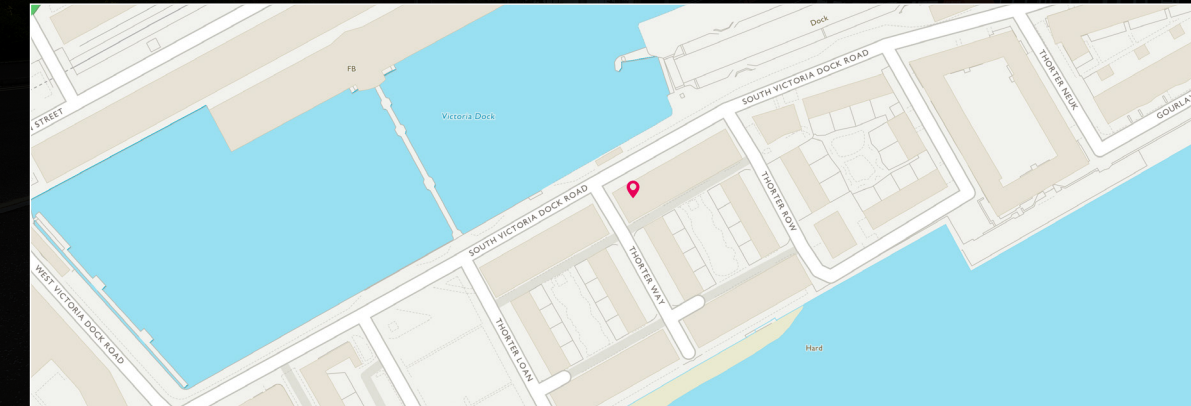 Dock
SOUTH VICTORIA DOCK ROAD
THORTER NEUK
FB
STREET
Victoria Dock
GOURLA
THORTER ROW
SOUTH VICTORIA DOCK ROAD
THORTER WAY
WEST VICTORIA DOCK ROAD
THORTER LOAN
Hard